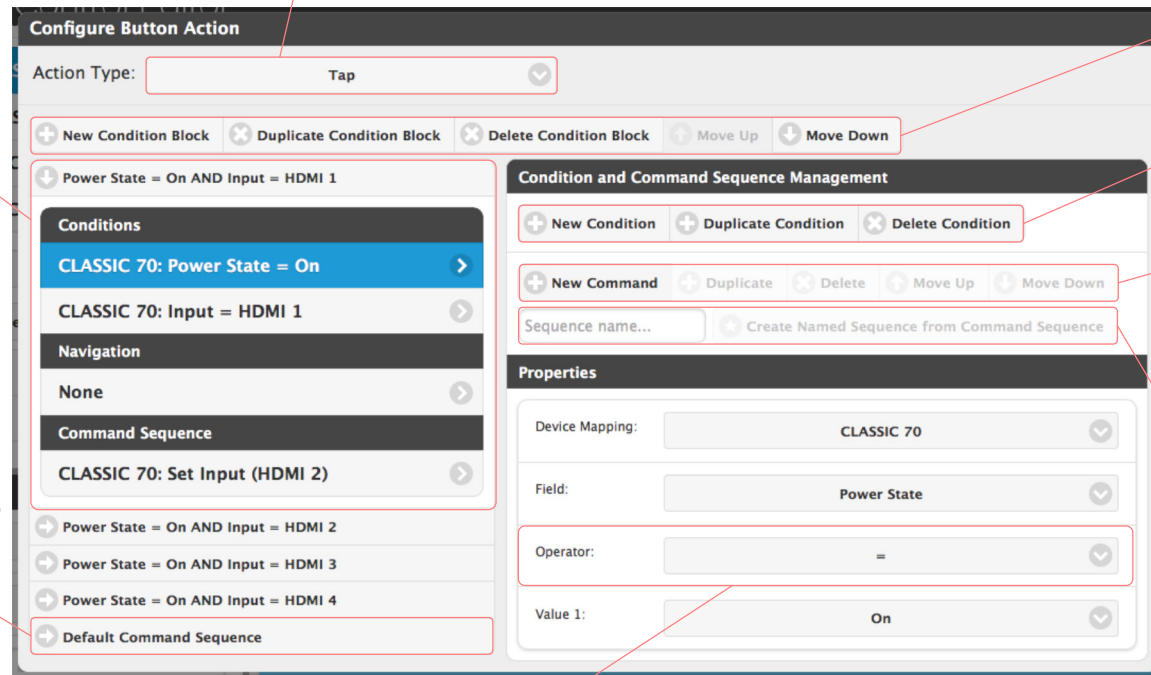 Configure Button Action
Action Type: Tap
New Condition Block Duplicate Condition Block Delete Condition Block Move Up Move Down
Power State = On AND Input = HDMI 1
Conditions
CLASSIC 70: Power State = On
CLASSIC 70: Input = HDMI 1
Navigation
None
Command Sequence
CLASSIC 70: Set Input (HDMI 2)
Power State = On AND Input = HDMI 2
Power State = On AND Input = HDMI 3
Power State = On AND Input = HDMI 4
Default Command Sequence
Condition and Command Sequence Management
New Condition Duplicate Condition Delete Condition
New Command Duplicate Delete Move Up Move Down
Sequence name... Create Named Sequence from Command Sequence
Properties
Device Mapping: CLASSIC 70
Field: Power State
Operator: =
Value 1: On